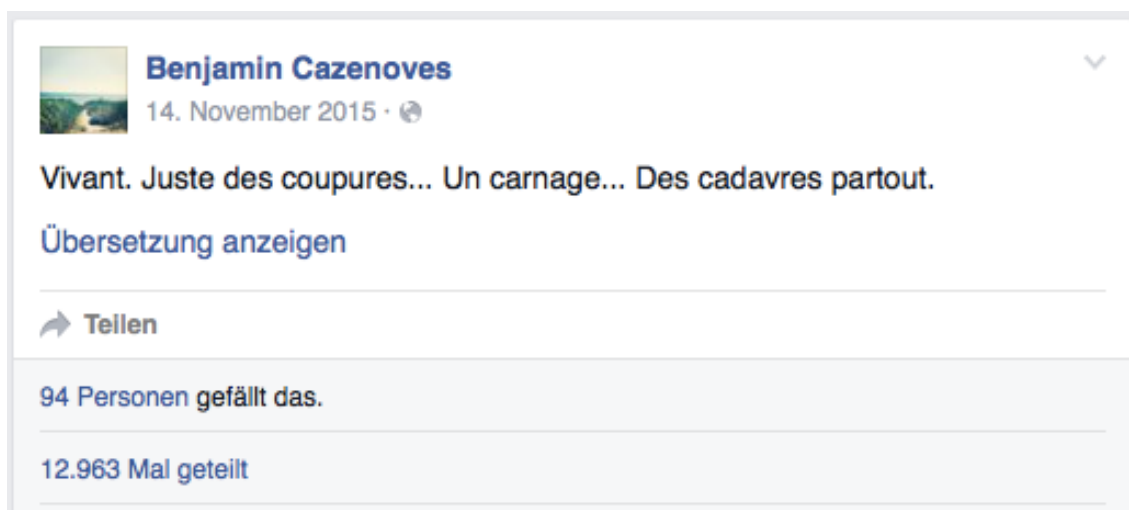 Benjamin Cazenoves
14. November 2015 ·
Vivant. Juste des coupures... Un carnage... Des cadavres partout.
Übersetzung anzeigen
Teilen
94 Personen gefällt das.
12.963 Mal geteilt